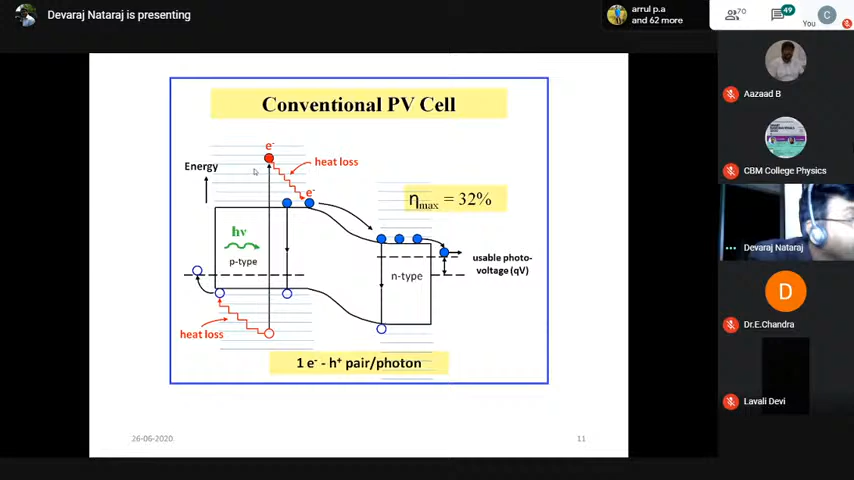 Devaraj Nataraj is presenting
arrul p.a
and 62 more
70
49
You
C
Conventional PV Cell
e-
heat loss
Energy
e-
ηmax = 32%
hν
p-type
usable photo-
voltage (qV)
n-type
heat loss
1 e- - h+ pair/photon
26-06-2020
11
Aazaad B
CBM College Physics
Devaraj Nataraj
D
Dr.E.Chandra
Lavali Devi